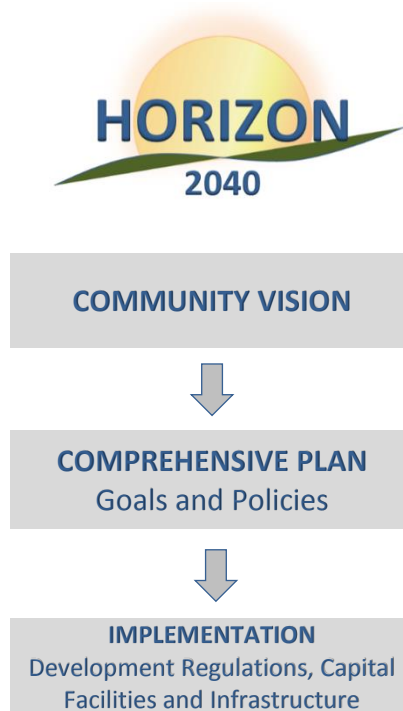 HORIZON
2040
COMMUNITY VISION
COMPREHENSIVE PLAN
Goals and Policies
IMPLEMENTATION
Development Regulations, Capital
Facilities and Infrastructure